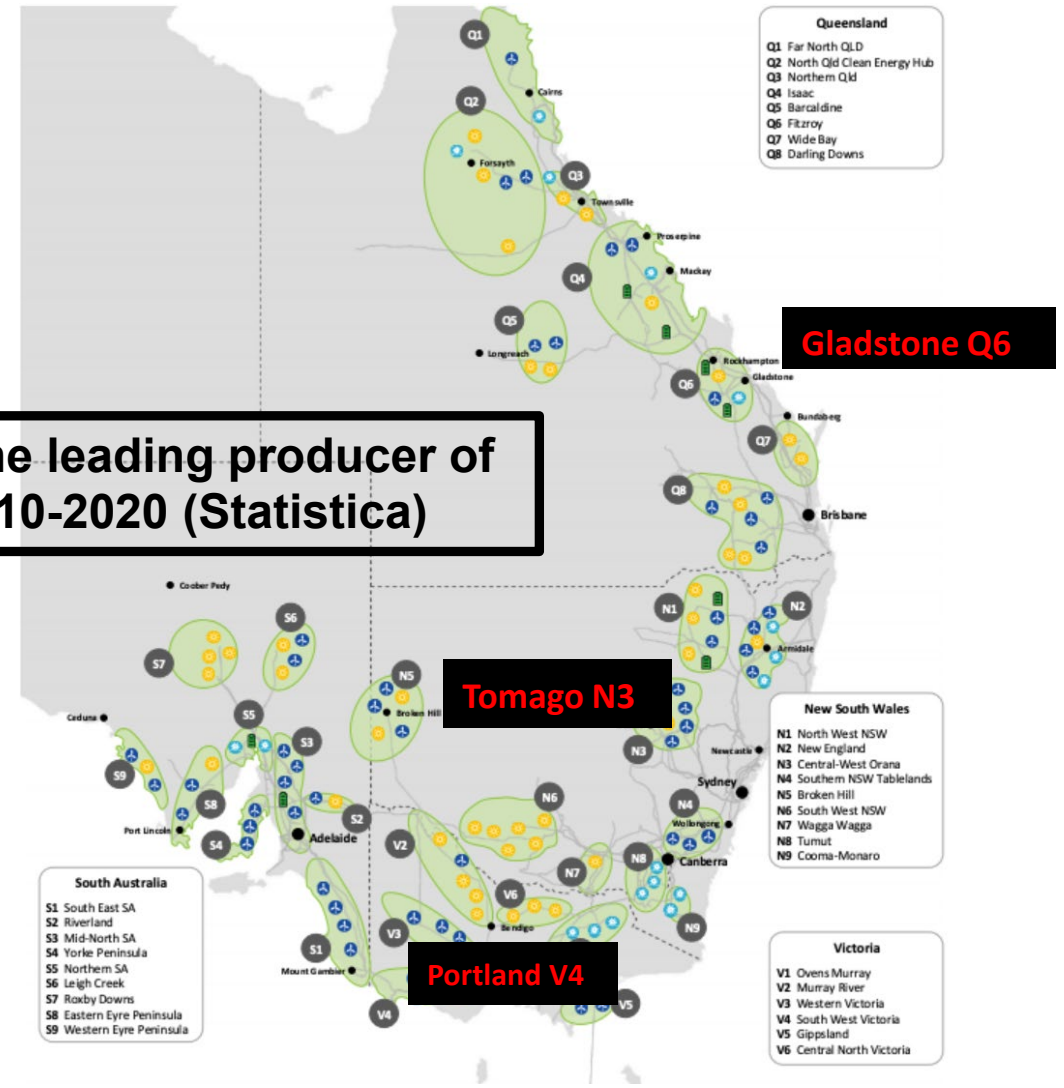 Queensland
Q1 Far North QLD
Q2 North Qld Clean Energy Hub
Q3 Northern Qld
Q4 Isaac
Q5 Barcaldine
Q6 Fitzroy
Q7 Wide Bay
Q8 Darling Downs
Q1
Cairns
Q2
Forsayth
Q3
Townsville
Proserpine
Q4
Mackay
Q5
Longreach
Gladstone Q6
Rockhampton
Q6
Gladstone
Bundaberg
Q7
leading producer of
10-2020 (Statistica)
Q8
Brisbane
Coober Pedy
N1
N2
S6
Armidale
S7
N5
Tomago N3
Broken Hill
Ceduna
S5
S3
N3
Newcastle
Sydney
New South Wales
N1 North West NSW
N2 New England
N3 Central-West Orana
N4 Southern NSW Tablelands
N5 Broken Hill
N6 South West NSW
N7 Wagga Wagga
N8 Tumut
N9 Cooma-Monaro
S9
S8
N6
N4
Wollongong
Port Lincoln
S4
Adelaide
S2
V2
N7
N8
Canberra
South Australia
S1 South East SA
S2 Riverland
S3 Mid-North SA
S4 Yorke Peninsula
S5 Northern SA
S6 Leigh Creek
S7 Roxby Downs
S8 Eastern Eyre Peninsula
S9 Western Eyre Peninsula
V6
Bendigo
V3
N9
S1
Mount Gambier
Portland V4
V4
V5
Victoria
V1 Ovens Murray
V2 Murray River
V3 Western Victoria
V4 South West Victoria
V5 Gippsland
V6 Central North Victoria